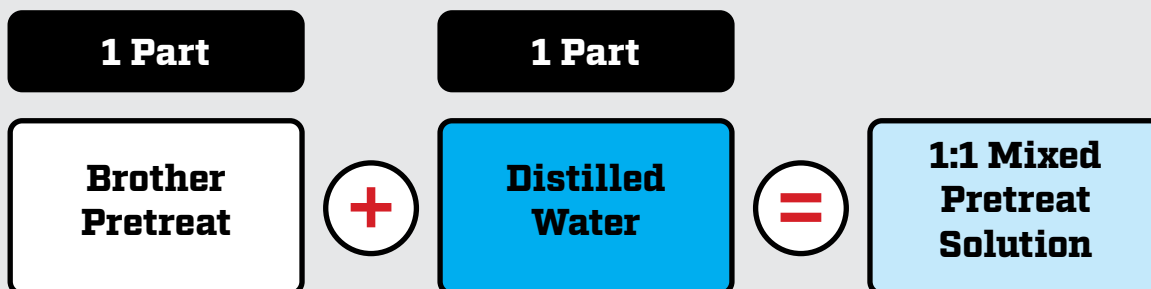 1 Part
1 Part
Brother
Pretreat
+
Distilled
Water
=
1:1 Mixed
Pretreat
Solution